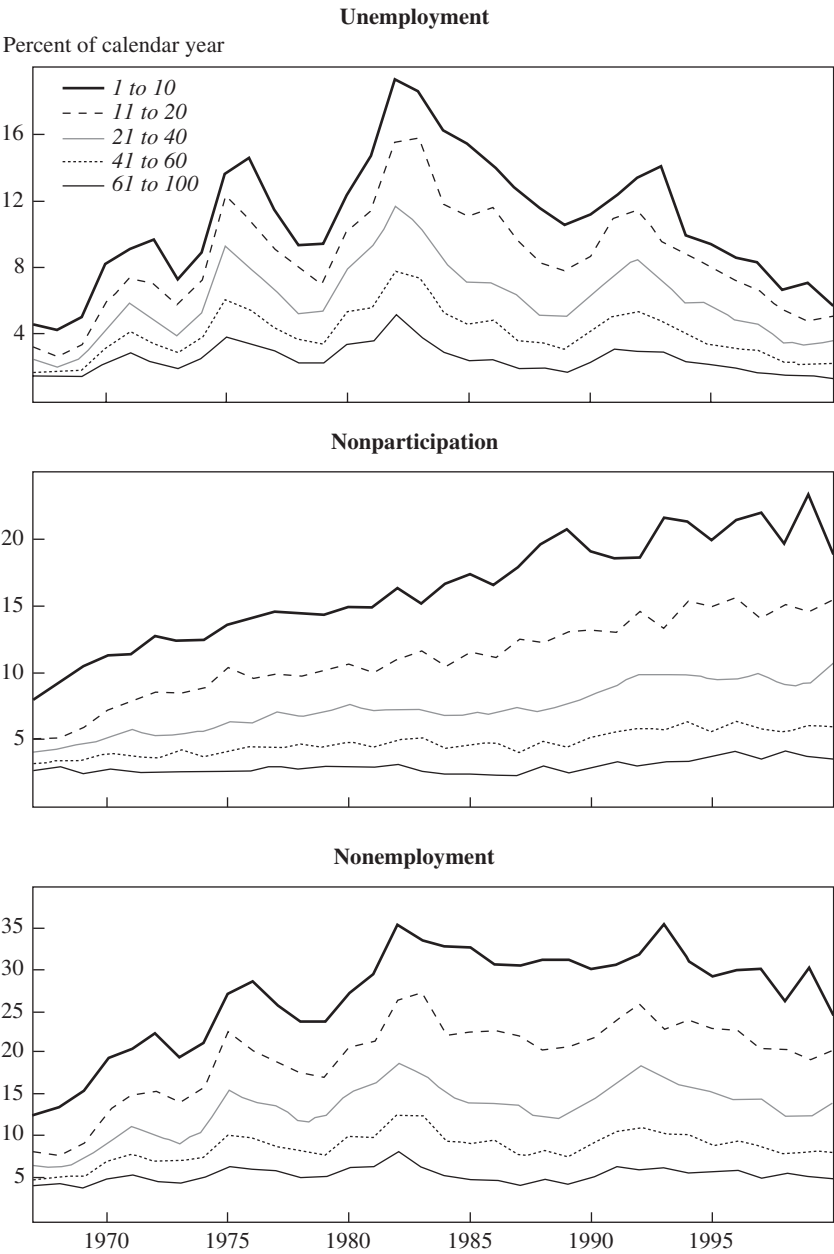 Unemployment
Percent of calendar year
1 to 10
11 to 20
21 to 40
41 to 60
61 to 100
16
12
8
4
Nonparticipation
20
15
10
5
Nonemployment
35
30
25
20
15
10
5
1970 1975 1980 1985 1990 1995